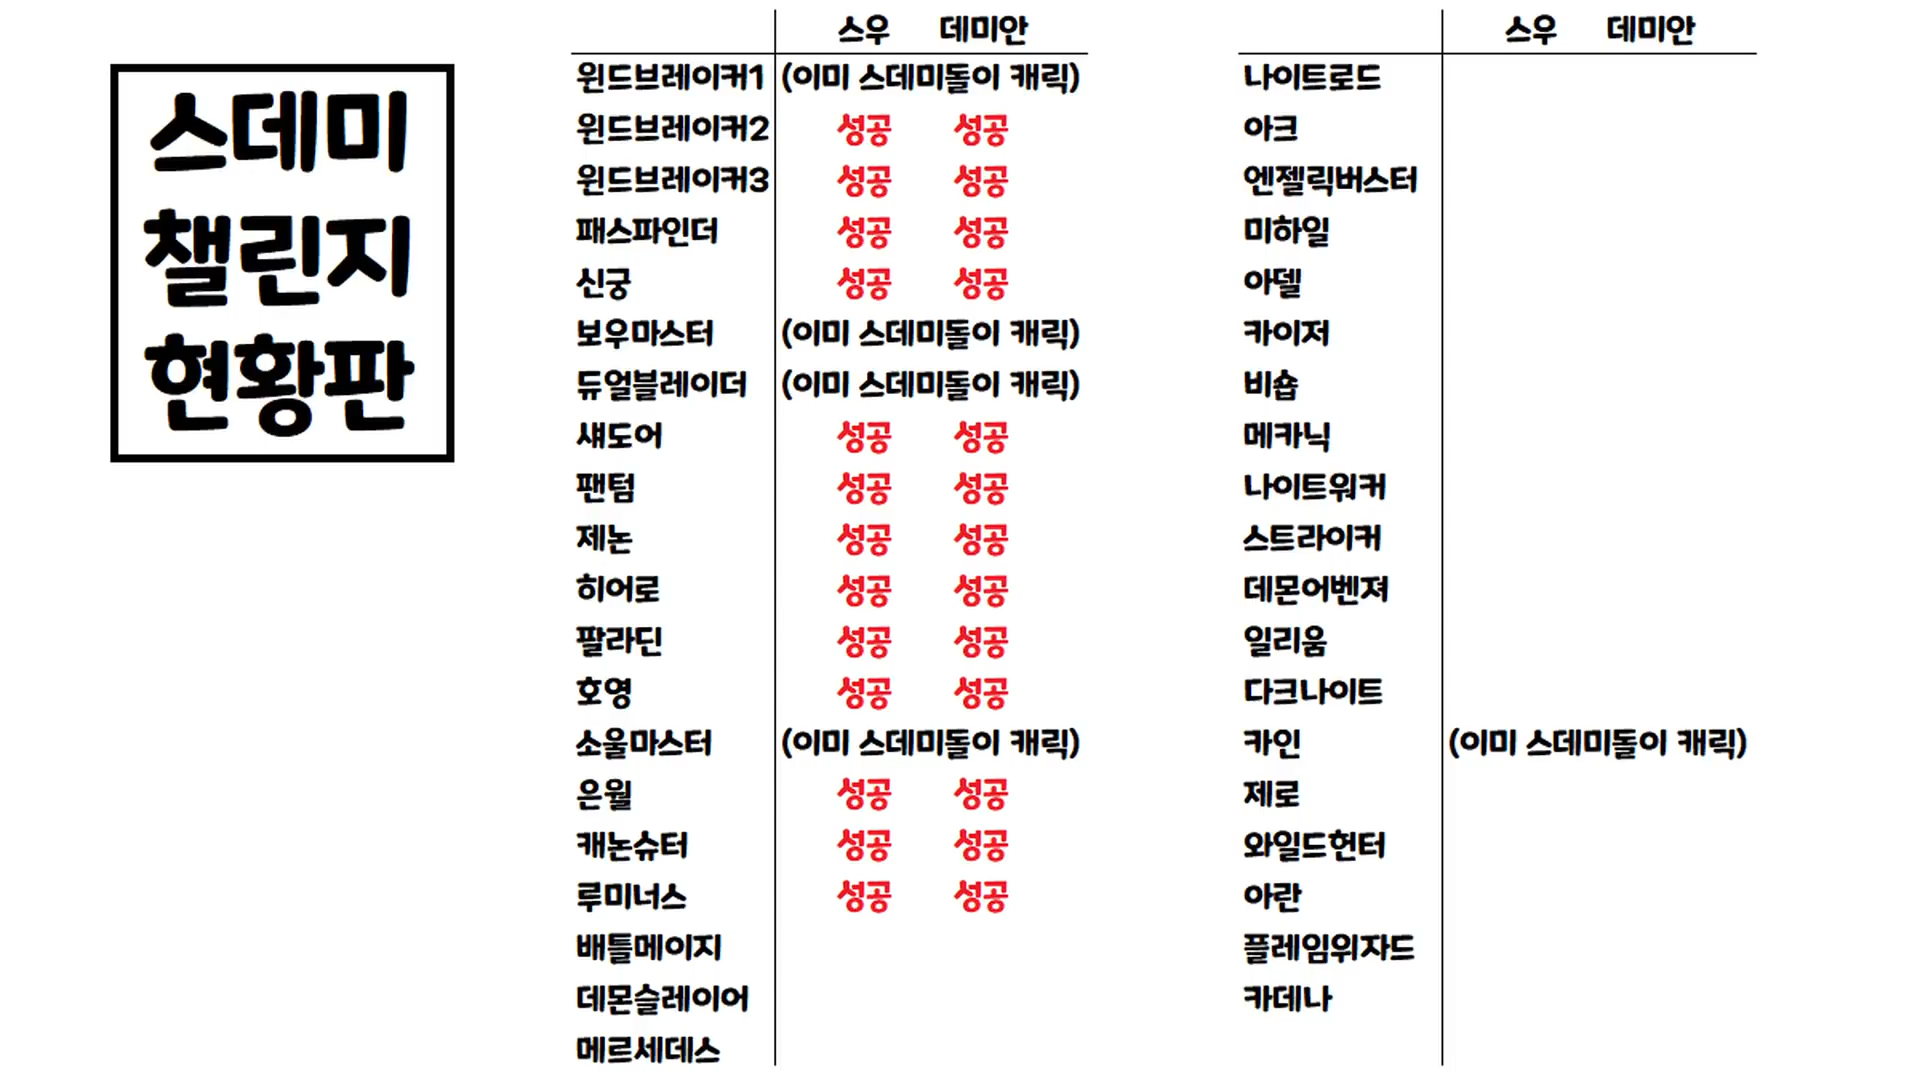 스데미
챌린지
현황판
스우 데미안
윈드브레이커1 (이미 스데미돌이 캐릭)
윈드브레이커2 성공 성공
윈드브레이커3 성공 성공
패스파인더 성공 성공
신궁 성공 성공
보우마스터 (이미 스데미돌이 캐릭)
듀얼블레이더 (이미 스데미돌이 캐릭)
섀도어 성공 성공
팬텀 성공 성공
제논 성공 성공
히어로 성공 성공
팔라딘 성공 성공
호영 성공 성공
소울마스터 (이미 스데미돌이 캐릭)
은월 성공 성공
캐논슈터 성공 성공
루미너스 성공 성공
배틀메이지
데몬슬레이어
메르세데스
스우 데미안
나이트로드
아크
엔젤릭버스터
미하일
아델
카이저
비숍
메카닉
나이트워커
스트라이커
데몬어벤져
일리움
다크나이트
카인 (이미 스데미돌이 캐릭)
제로
와일드헌터
아란
플레임위자드
카데나